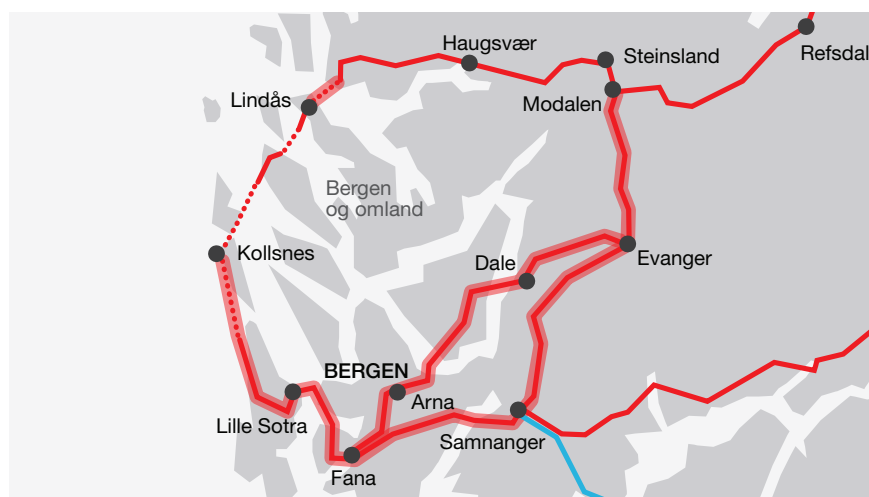 Haugsvær
Steinsland
Refsdal
Lindås
Modalen
Bergen
og omland
Kollsnes
Dale
Evanger
BERGEN
Arna
Lille Sotra
Samnanger
Fana